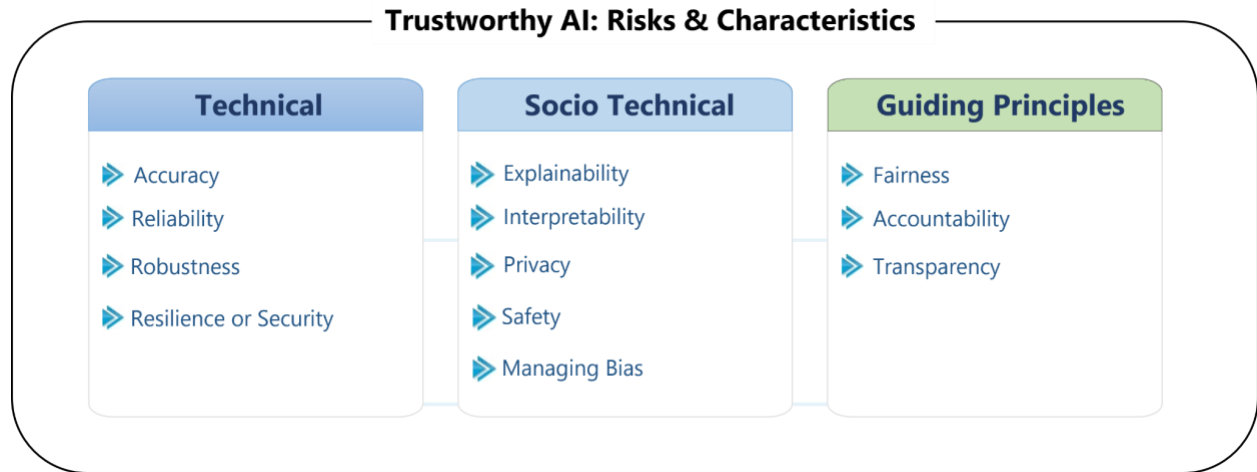 Trustworthy AI: Risks & Characteristics
Technical
Accuracy
Reliability
Robustness
Resilience or Security
Socio Technical
Explainability
Interpretability
Privacy
Safety
Managing Bias
Guiding Principles
Fairness
Accountability
Transparency